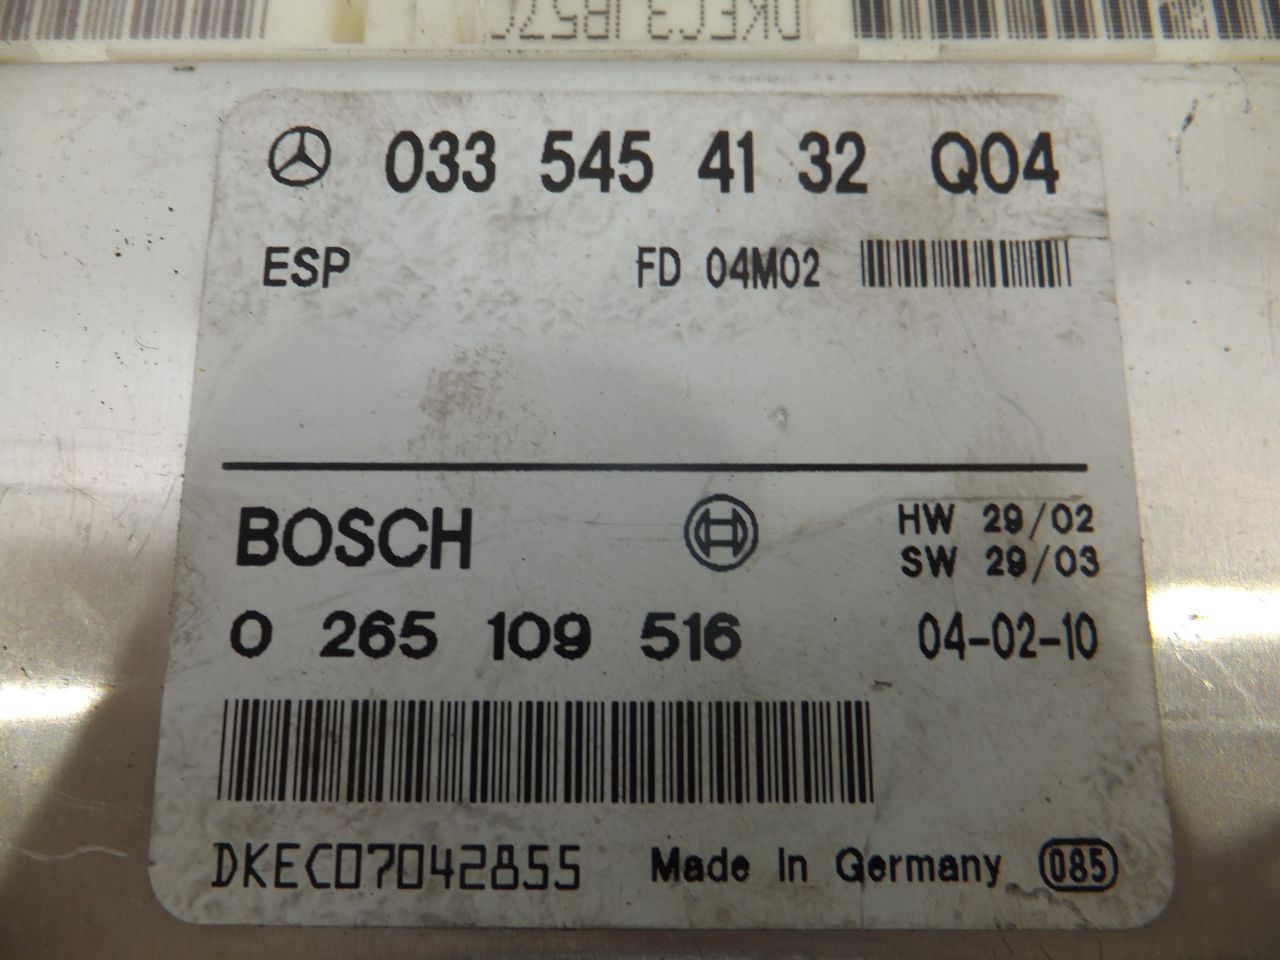 033 545 41 32 Q04
ESP FD 04M02
BOSCH HW 29/02
SW 29/03
0 265 109 516 04-02-10
DKEC07042855 Made in Germany 085